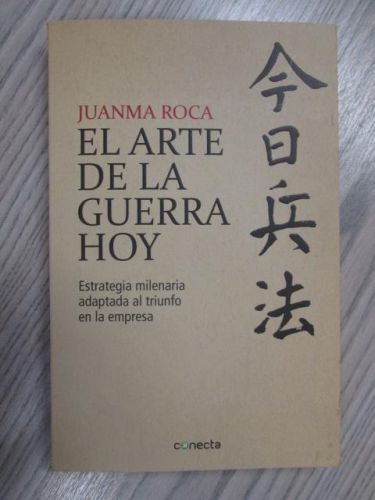 JUANMA ROCA
EL ARTE
DE LA
GUERRA
HOY
Estrategia milenaria
adaptada al triunfo
en la empresa
今日兵法
conecta